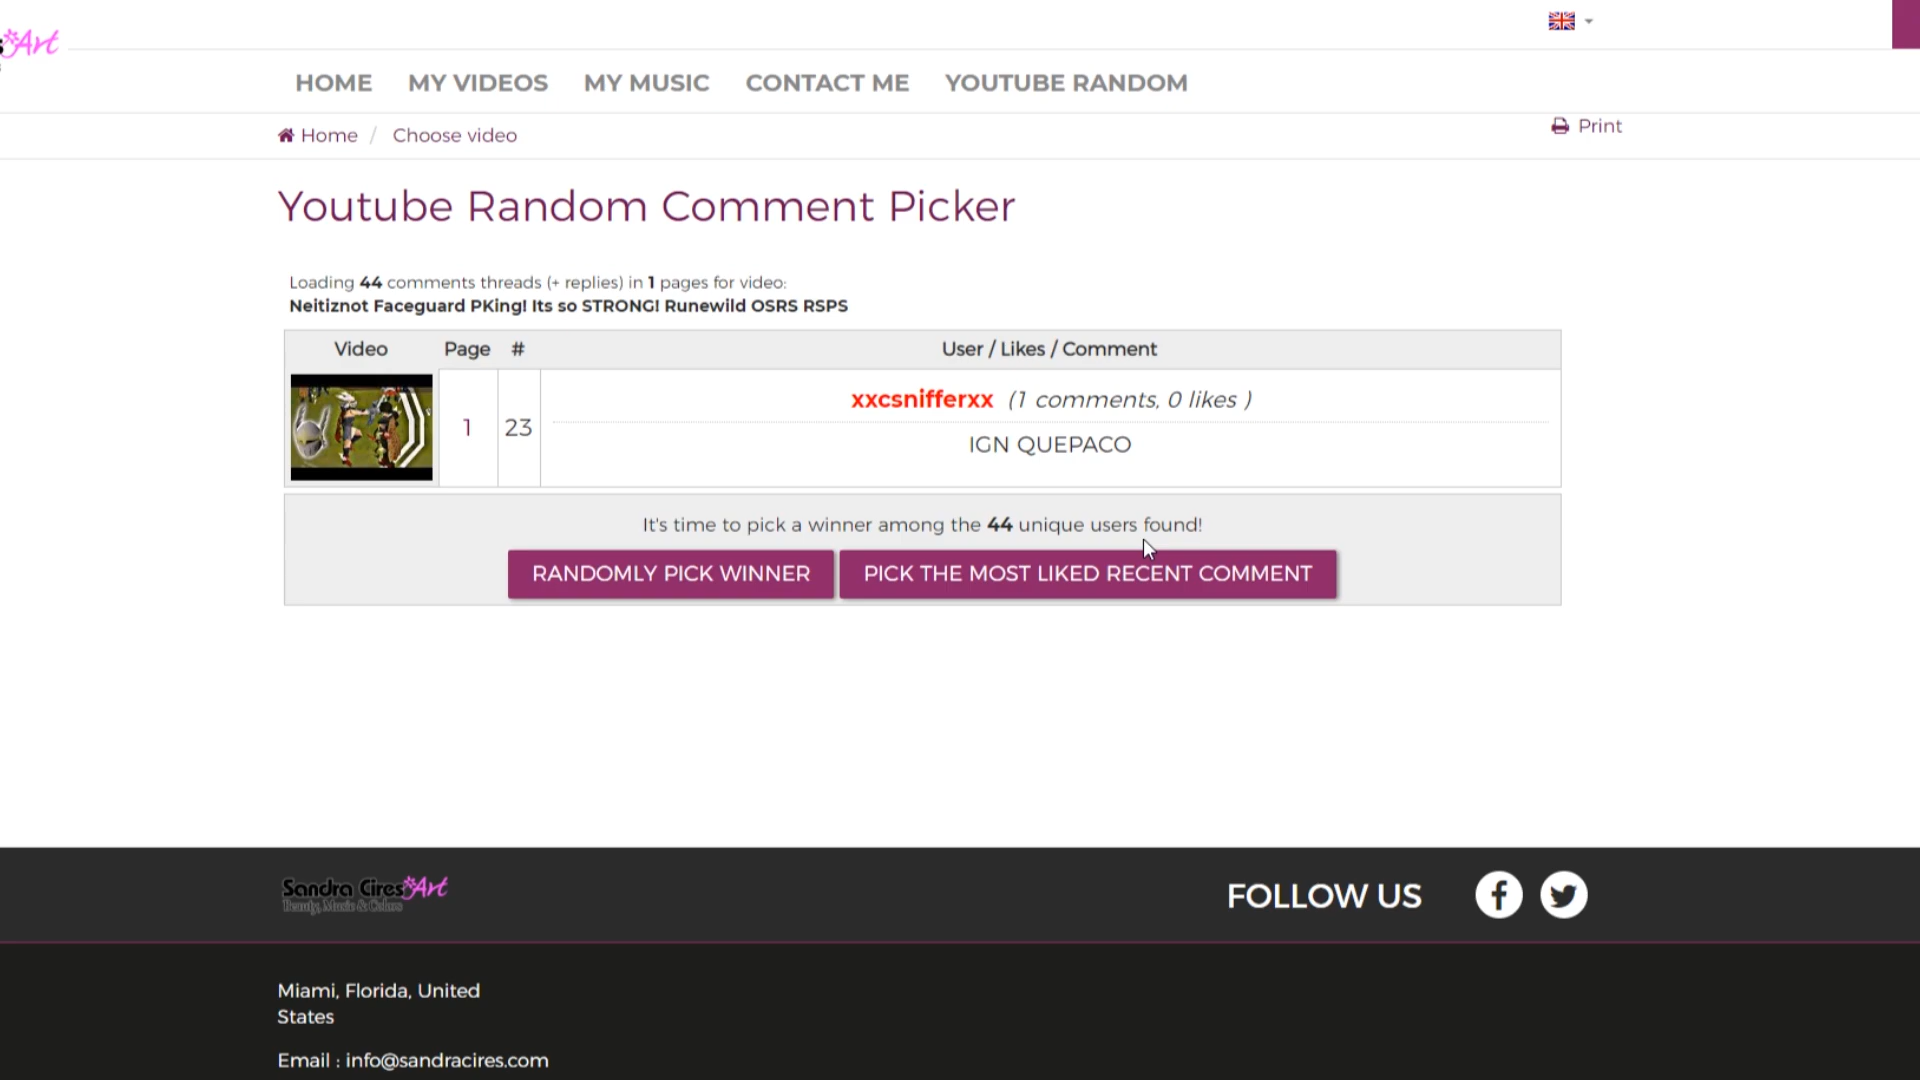 Art
HOME MY VIDEOS MY MUSIC CONTACT ME YOUTUBE RANDOM
Home / Choose video
Print
Youtube Random Comment Picker
Loading 44 comments threads (+ replies) in 1 pages for video:
Neitiznot Faceguard PKing! Its so STRONG! Runewild OSRS RSPS
Video Page # User / Likes / Comment
1 23 xxcsnifferxx (1 comments, 0 likes )
IGN QUEPACO
It's time to pick a winner among the 44 unique users found!
RANDOMLY PICK WINNER PICK THE MOST LIKED RECENT COMMENT
Sandra Cires Art
Beauty, Music & Colors
FOLLOW US
Miami, Florida, United
States
Email : info@sandracires.com